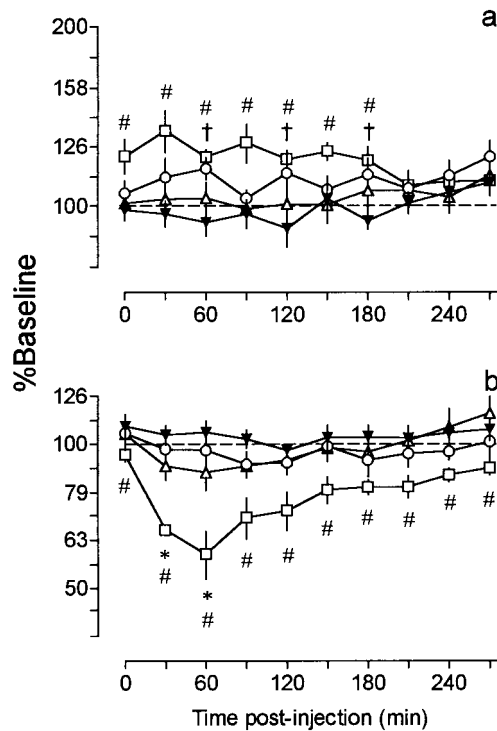 a
200
158
126
100
# # # # # # #
† † †
0 60 120 180 240
%Baseline
b
126
100
79
63
50
# # # # # # # # # #
* *
0 60 120 180 240
Time post-injection (min)